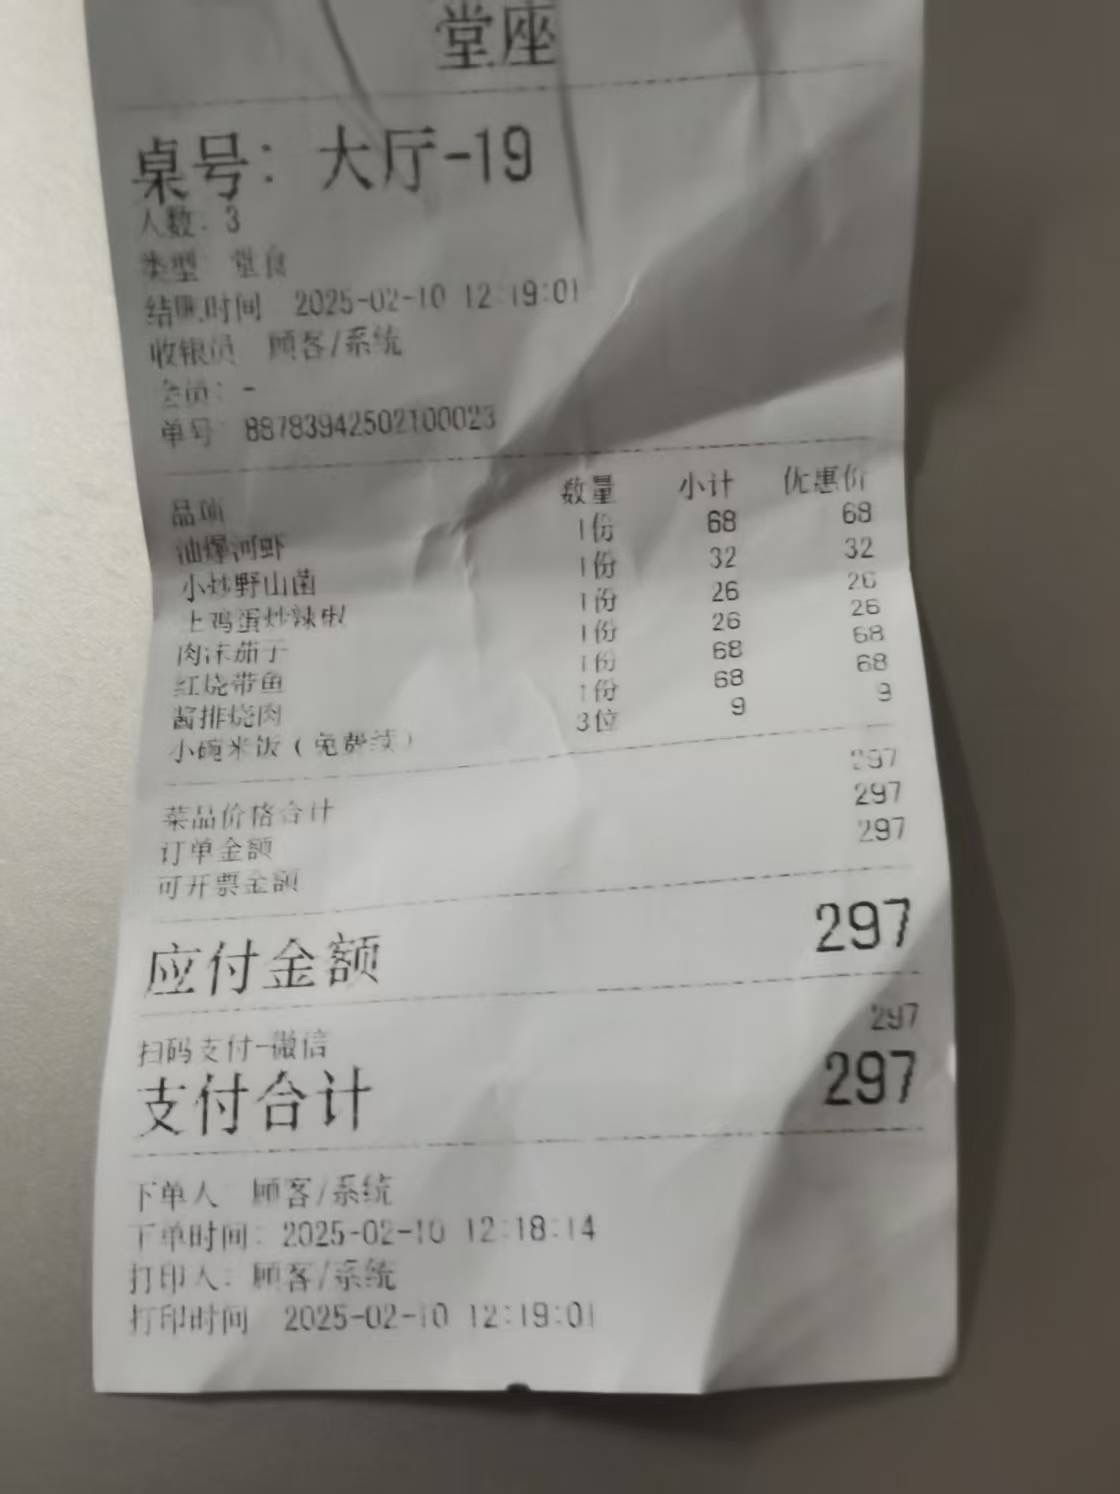 堂座
桌号：大厅-19
人数：3
类型 堂食
结账时间 2025-02-10 12:19:01
收银员 顾客/系统
会员：-
单号 88783942502100023
品项 数量 小计 优惠价
油爆河虾 1份 68 68
小炒野山菌 1份 32 32
土鸡蛋炒辣椒 1份 26 26
肉沫茄子 1份 26 26
红烧带鱼 1份 68 68
酱排烧肉 1份 68 68
小碗米饭（免费续） 3位 9 9
菜品价格合计 297
订单金额 297
可开票金额 297
应付金额 297
扫码支付-微信 297
支付合计 297
下单人 顾客/系统
下单时间：2025-02-10 12:18:14
打印人：顾客/系统
打印时间 2025-02-10 12:19:01